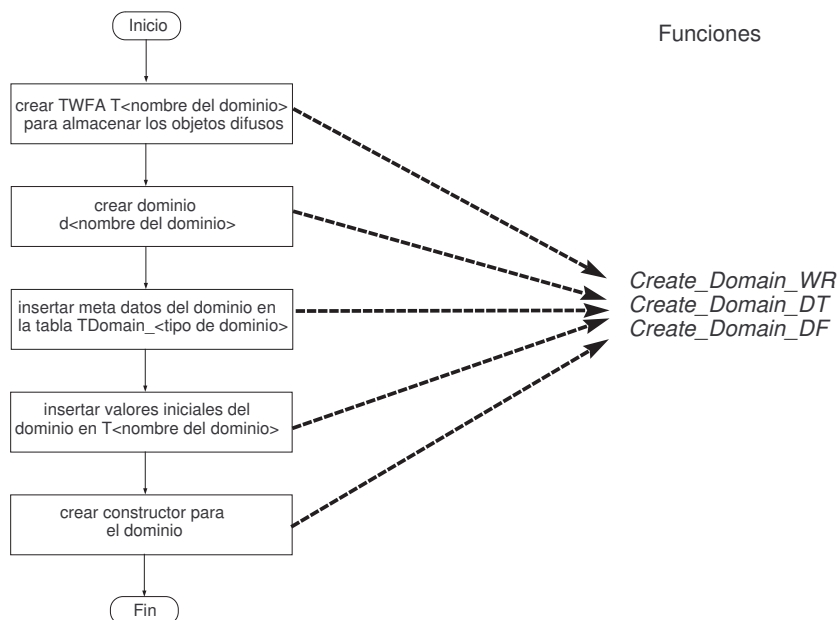 Inicio
Funciones
crear TWFA T<nombre del dominio>
para almacenar los objetos difusos
crear dominio
d<nombre del dominio>
insertar meta datos del dominio en
la tabla TDomain_<tipo de dominio>
insertar valores iniciales del
dominio en T<nombre del dominio>
crear constructor para
el dominio
Fin
Create_Domain_WR
Create_Domain_DT
Create_Domain_DF